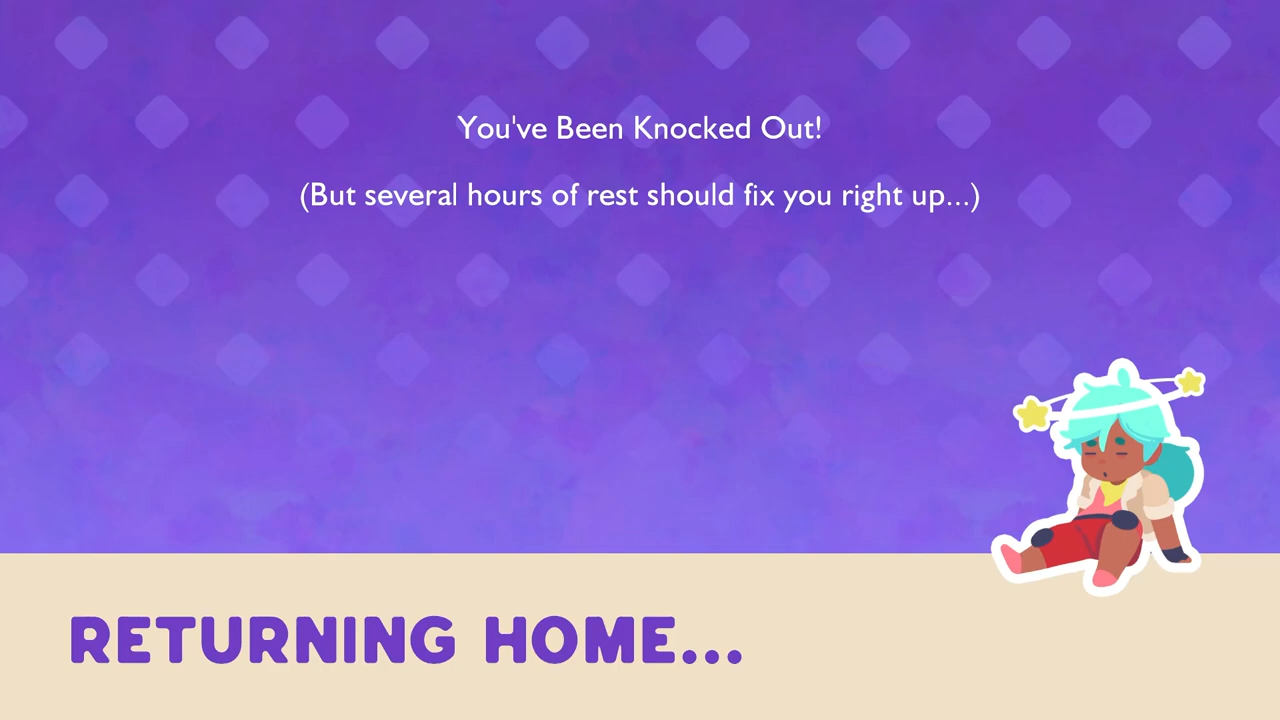 You've Been Knocked Out!
(But several hours of rest should fix you right up...)
RETURNING HOME...